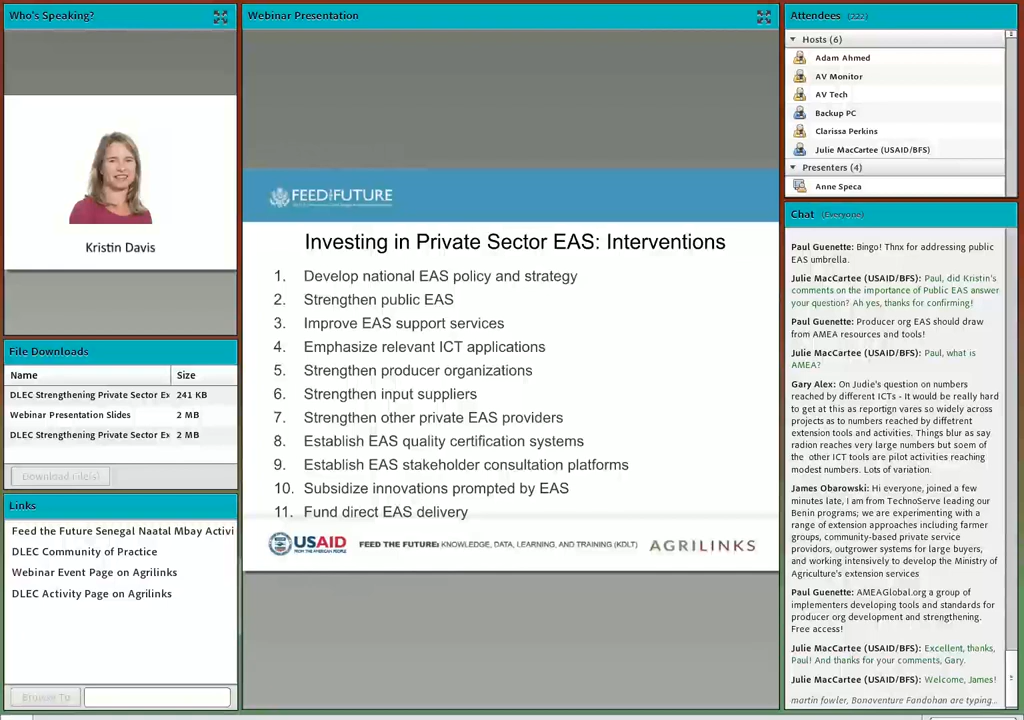 Who's Speaking?
Kristin Davis
File Downloads
Name Size
DLEC Strengthening Private Sector Ex 241 KB
Webinar Presentation Slides 2 MB
DLEC Strengthening Private Sector Ex 2 MB
Download File(s)
Links
Feed the Future Senegal Naatal Mbay Activi
DLEC Community of Practice
Webinar Event Page on Agrilinks
DLEC Activity Page on Agrilinks
Browse To
Webinar Presentation
FEED THE FUTURE
Investing in Private Sector EAS: Interventions
1. Develop national EAS policy and strategy
2. Strengthen public EAS
3. Improve EAS support services
4. Emphasize relevant ICT applications
5. Strengthen producer organizations
6. Strengthen input suppliers
7. Strengthen other private EAS providers
8. Establish EAS quality certification systems
9. Establish EAS stakeholder consultation platforms
10. Subsidize innovations prompted by EAS
11. Fund direct EAS delivery
USAID
FROM THE AMERICAN PEOPLE
FEED THE FUTURE: KNOWLEDGE, DATA, LEARNING, AND TRAINING (KDLT)
AGRILINKS
Attendees (222)
Hosts (6)
Adam Ahmed
AV Monitor
AV Tech
Backup PC
Clarissa Perkins
Julie MacCartee (USAID/BFS)
Presenters (4)
Anne Speca
Chat (Everyone)
Paul Guenette: Bingo! Thnx for addressing public
EAS umbrella.
Julie MacCartee (USAID/BFS): Paul, did Kristin's
comments on the importance of Public EAS answer
your question? Ah yes, thanks for confirming!
Paul Guenette: Producer org EAS should draw
from AMEA resources and tools!
Julie MacCartee (USAID/BFS): Paul, what is
AMEA?
Gary Alex: On Judie's question on numbers
reached by different ICTs - It would be really hard
to get at this as reportign vares so widely across
projects as to numbers reached by diffetrent
extension tools and activities. Things blur as say
radion reaches very large numbers but soem of
the other ICT tools are pilot activities reaching
modest numbers. Lots of variation.
James Obarowski: Hi everyone, joined a few
minutes late, I am from TechnoServe leading our
Benin programs; we are experimenting with a
range of extension approaches including farmer
groups, community-based private service
providers, outgrower systems for large buyers,
and working intensively to develop the Ministry of
Agriculture's extension services
Paul Guenette: AMEAGlobal.org a group of
implementers developing tools and standards for
producer org development and strengthening.
Free access!
Julie MacCartee (USAID/BFS): Excellent, thanks,
Paul! And thanks for your comments, Gary.
Julie MacCartee (USAID/BFS): Welcome, James!
martin fowler, Bonaventure Fandohan are typing...